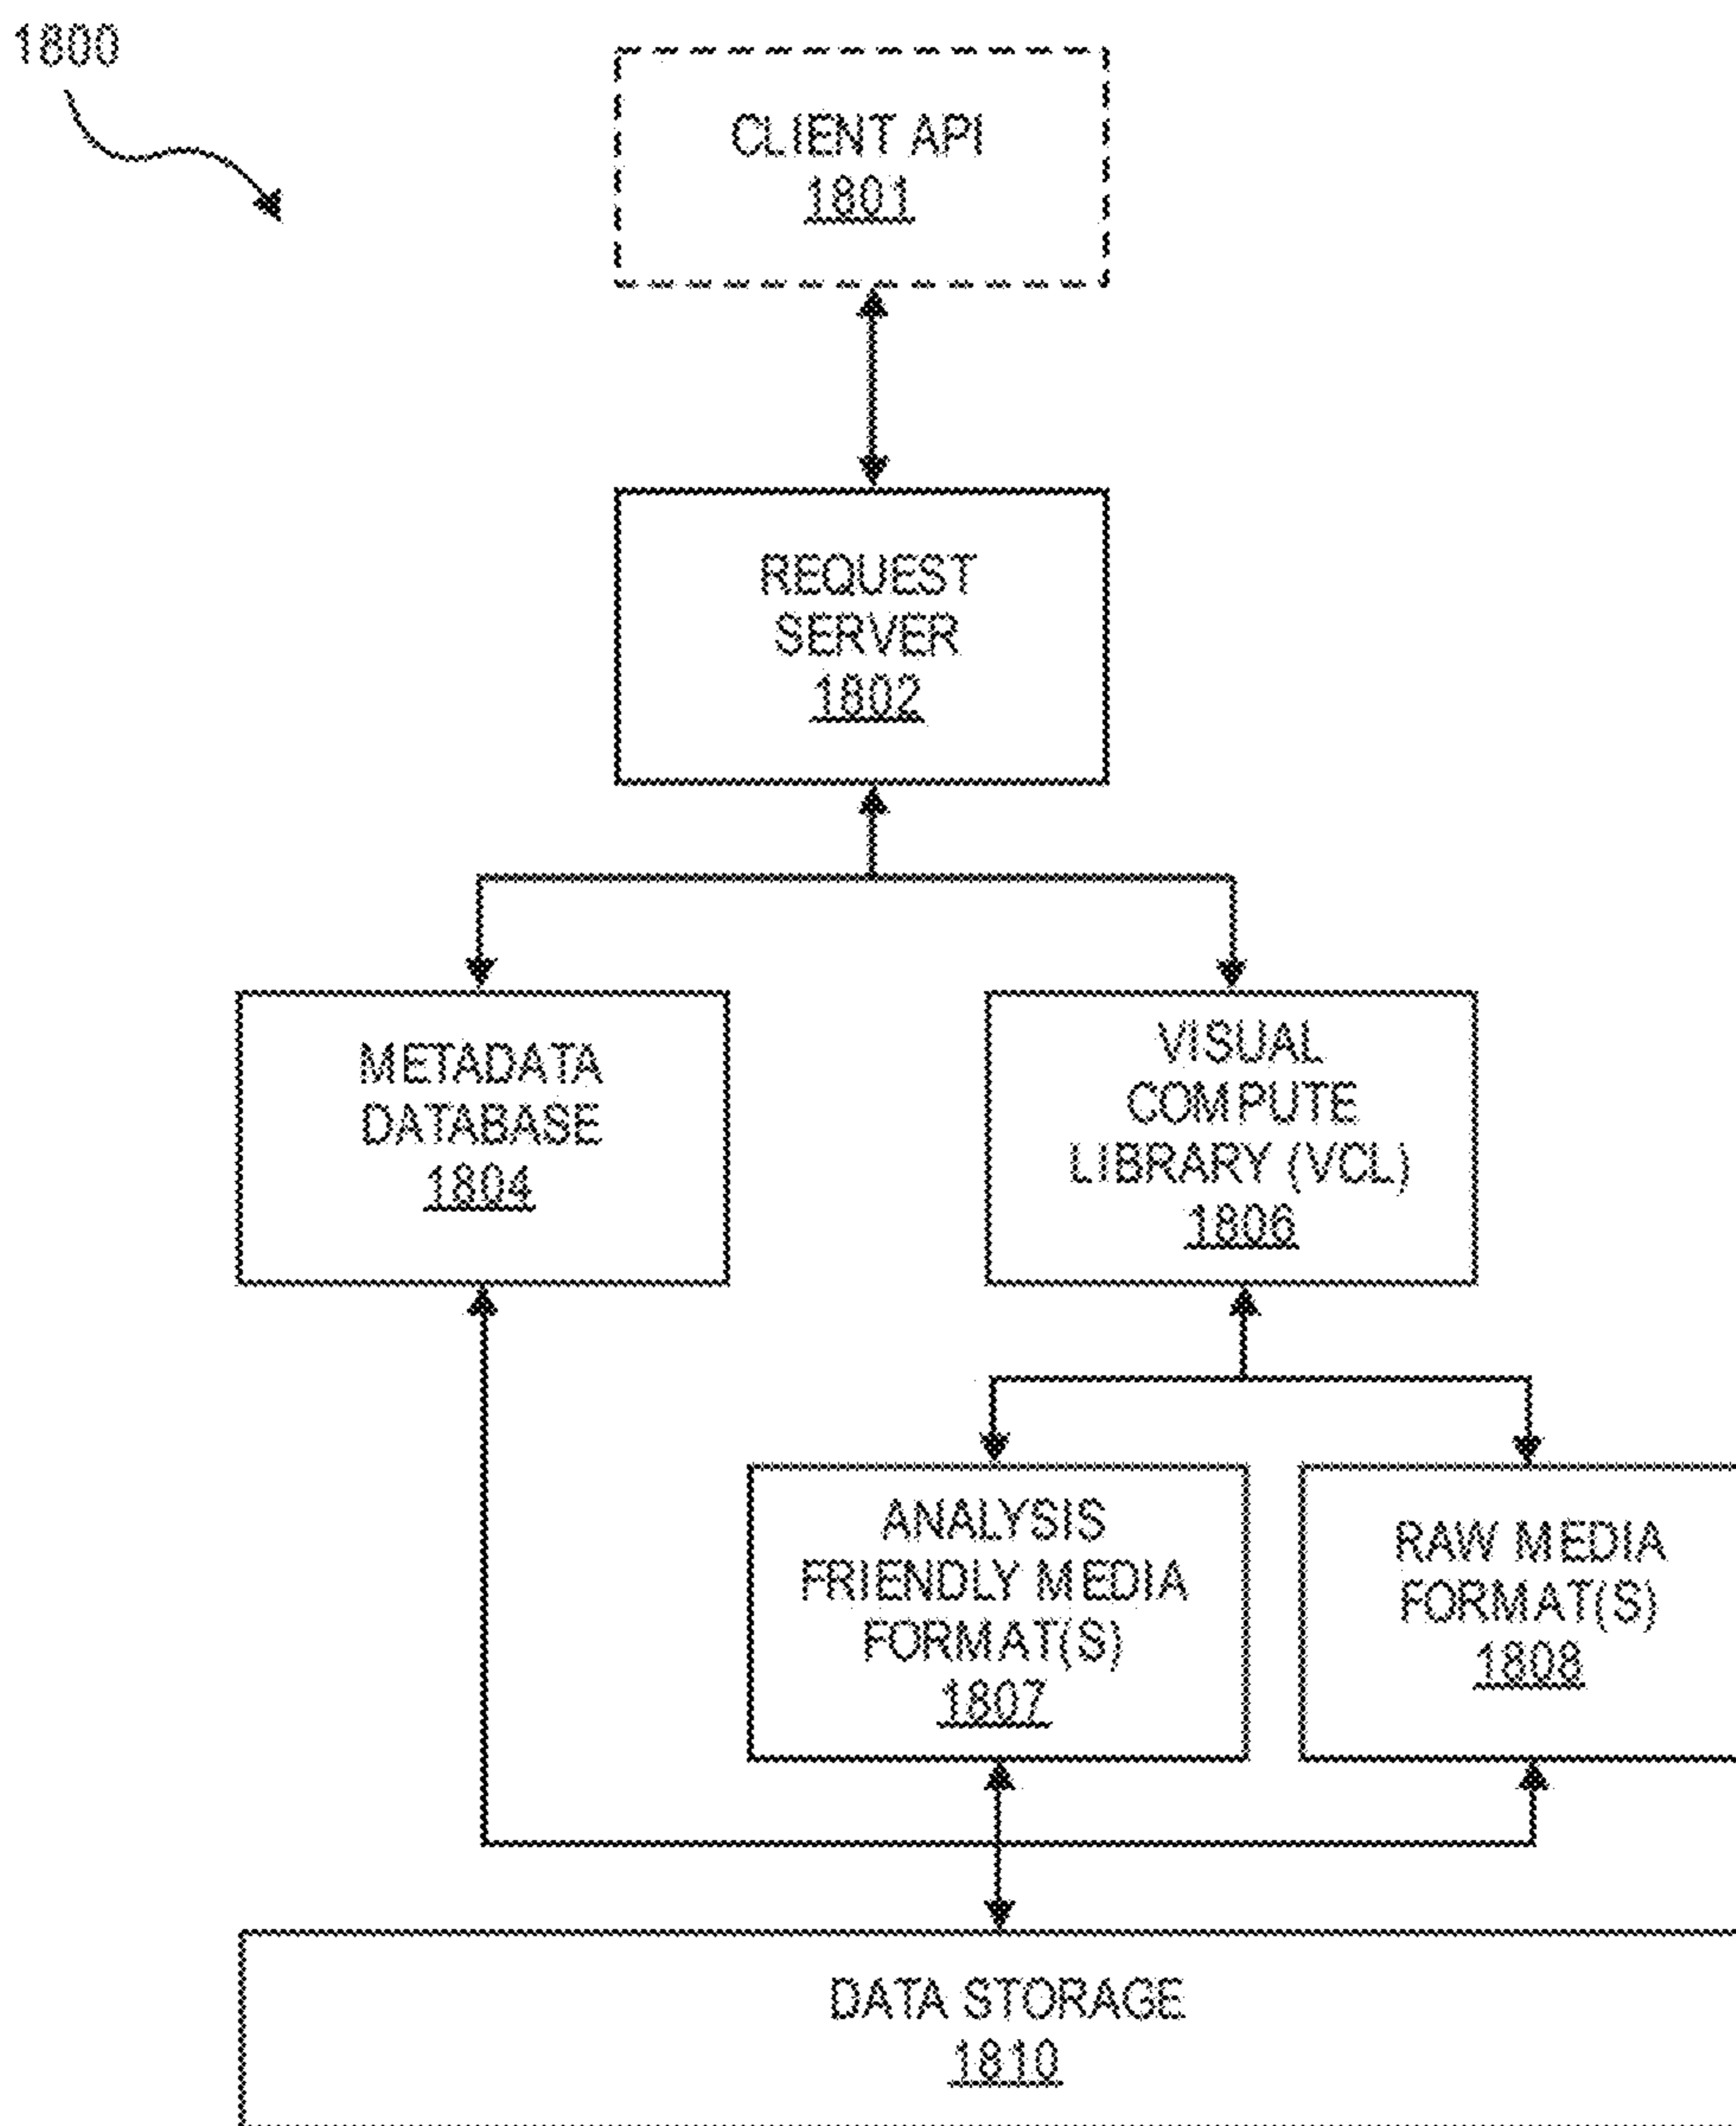 1800
CLIENT API
1801
REQUEST
SERVER
1802
METADATA
DATABASE
1804
VISUAL
COMPUTE
LIBRARY (VCL)
1806
ANALYSIS
FRIENDLY MEDIA
FORMAT(S)
1807
RAW MEDIA
FORMAT(S)
1808
DATA STORAGE
1810